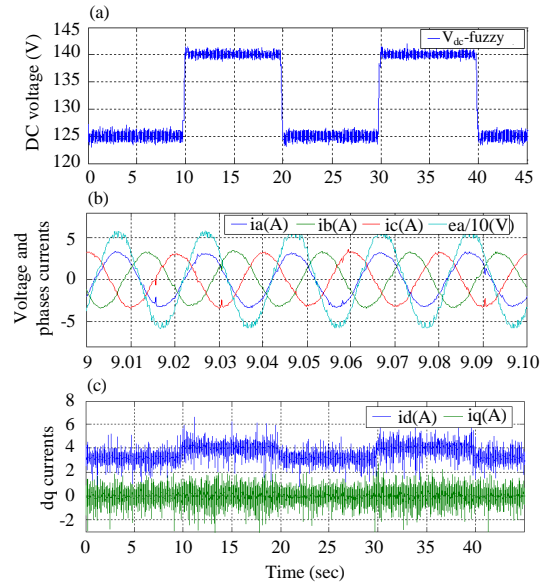 (a)
145
140
135
130
125
120
DC voltage (V)
V_dc-fuzzy
0 5 10 15 20 25 30 35 40 45
(b)
5
0
-5
Voltage and
phases currents
ia(A) ib(A) ic(A) ea/10(V)
9 9.01 9.02 9.03 9.04 9.05 9.06 9.07 9.08 9.09 9.10
(c)
8
6
4
2
0
-2
dq currents
id(A) iq(A)
0 5 10 15 20 25 30 35 40
Time (sec)